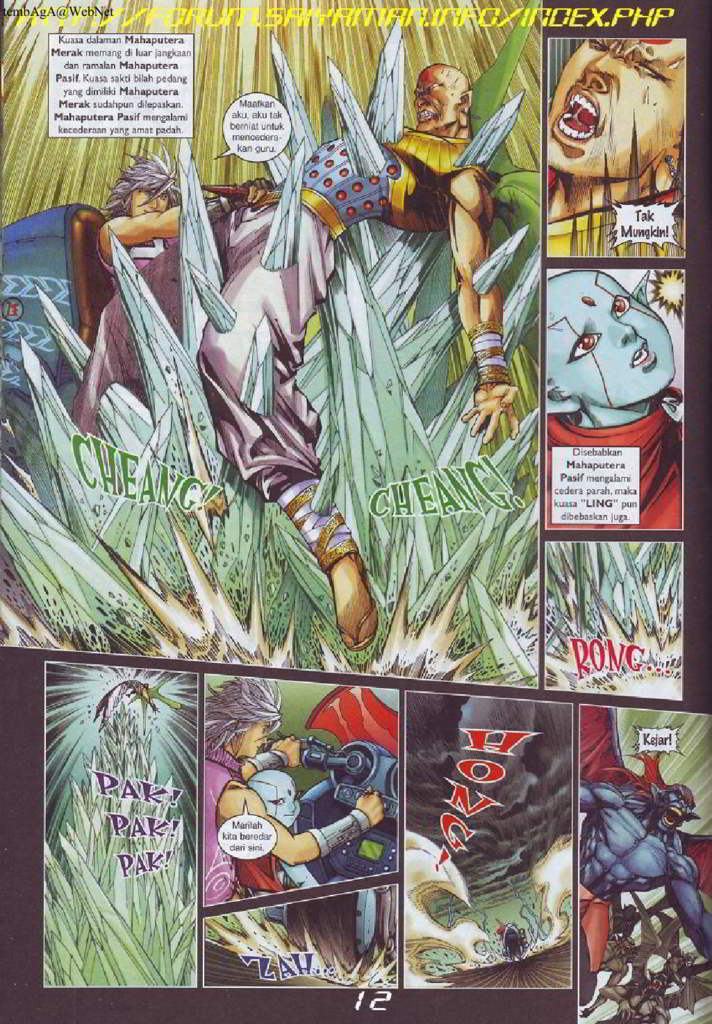 tembAgA@WebNet
//FORUM.SAIYAMAN.INFO/INDEX.PHP
Kuasa dalaman Mahaputera
Merak memang di luar jangkaan
dan ramalan Mahaputera
Pasif. Kuasa sakti bilah pedang
yang dimiliki Mahaputera
Merak sudahpun dilepaskan.
Mahaputera Pasif mengalami
kecederaan yang amat padah.
Maafkan
aku, aku tak
berniat untuk
mencederakan
guru.
Tak
Mungkin!
CHEANG!
CHEANG!
Disebabkan
Mahaputera
Pasif mengalami
cedera parah, maka
kuasa "LING" pun
dibebaskan juga.
RONG...
PAK!
PAK!
PAK!
Marilah
kita beredar
dari sini.
ZAH...
HONG!
Kejar!
12